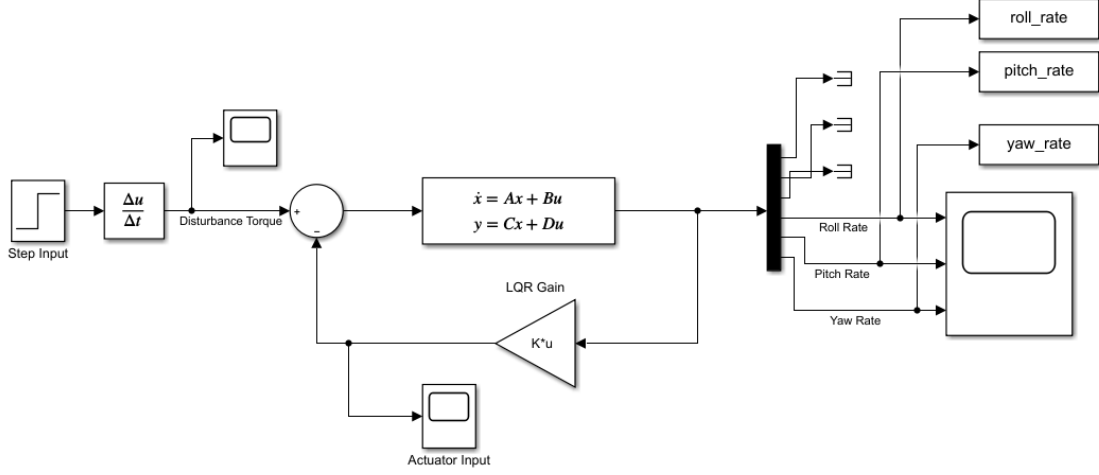 roll_rate
pitch_rate
yaw_rate
Δu
Δt
+
−
ẋ = Ax + Bu
y = Cx + Du
Step Input
Disturbance Torque
Roll Rate
Pitch Rate
Yaw Rate
LQR Gain
K*u
Actuator Input